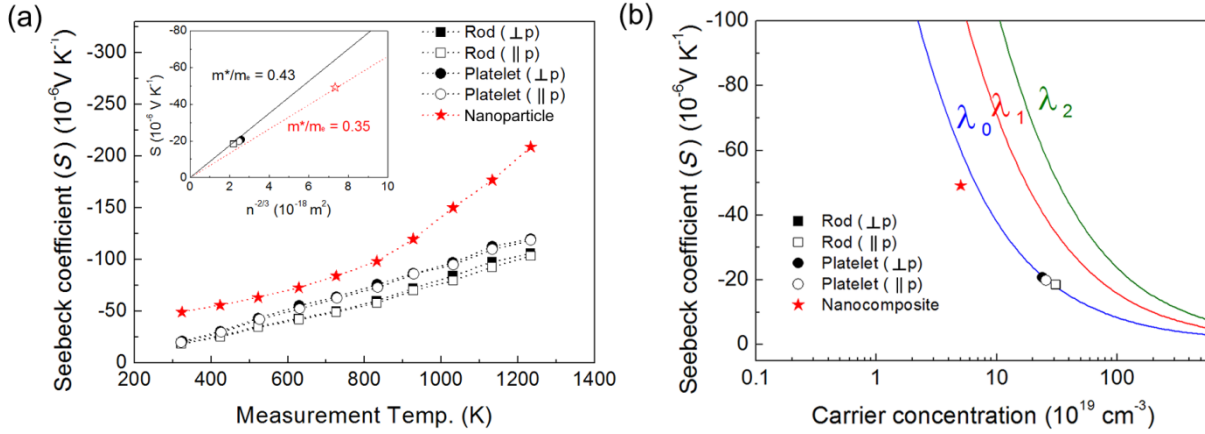 (a)
Seebeck coefficient (S) (10⁻⁶V K⁻¹)
-300
-250
-200
-150
-100
-50
0
200 400 600 800 1000 1200 1400
Measurement Temp. (K)
Rod (⊥p)
Rod (∥p)
Platelet (⊥p)
Platelet (∥p)
Nanoparticle
S (10⁻⁶ V K⁻¹)
-80
-60
-40
-20
0
0 2 4 6 8 10
n⁻²ᐟ³ (10⁻¹⁸ m²)
m*/mₑ = 0.43
m*/mₑ = 0.35
(b)
Seebeck coefficient (S) (10⁻⁶V K⁻¹)
-100
-80
-60
-40
-20
0
0.1 1 10 100
Carrier concentration (10¹⁹ cm⁻³)
λ₀ λ₁ λ₂
Rod (⊥p)
Rod (∥p)
Platelet (⊥p)
Platelet (∥p)
Nanocomposite